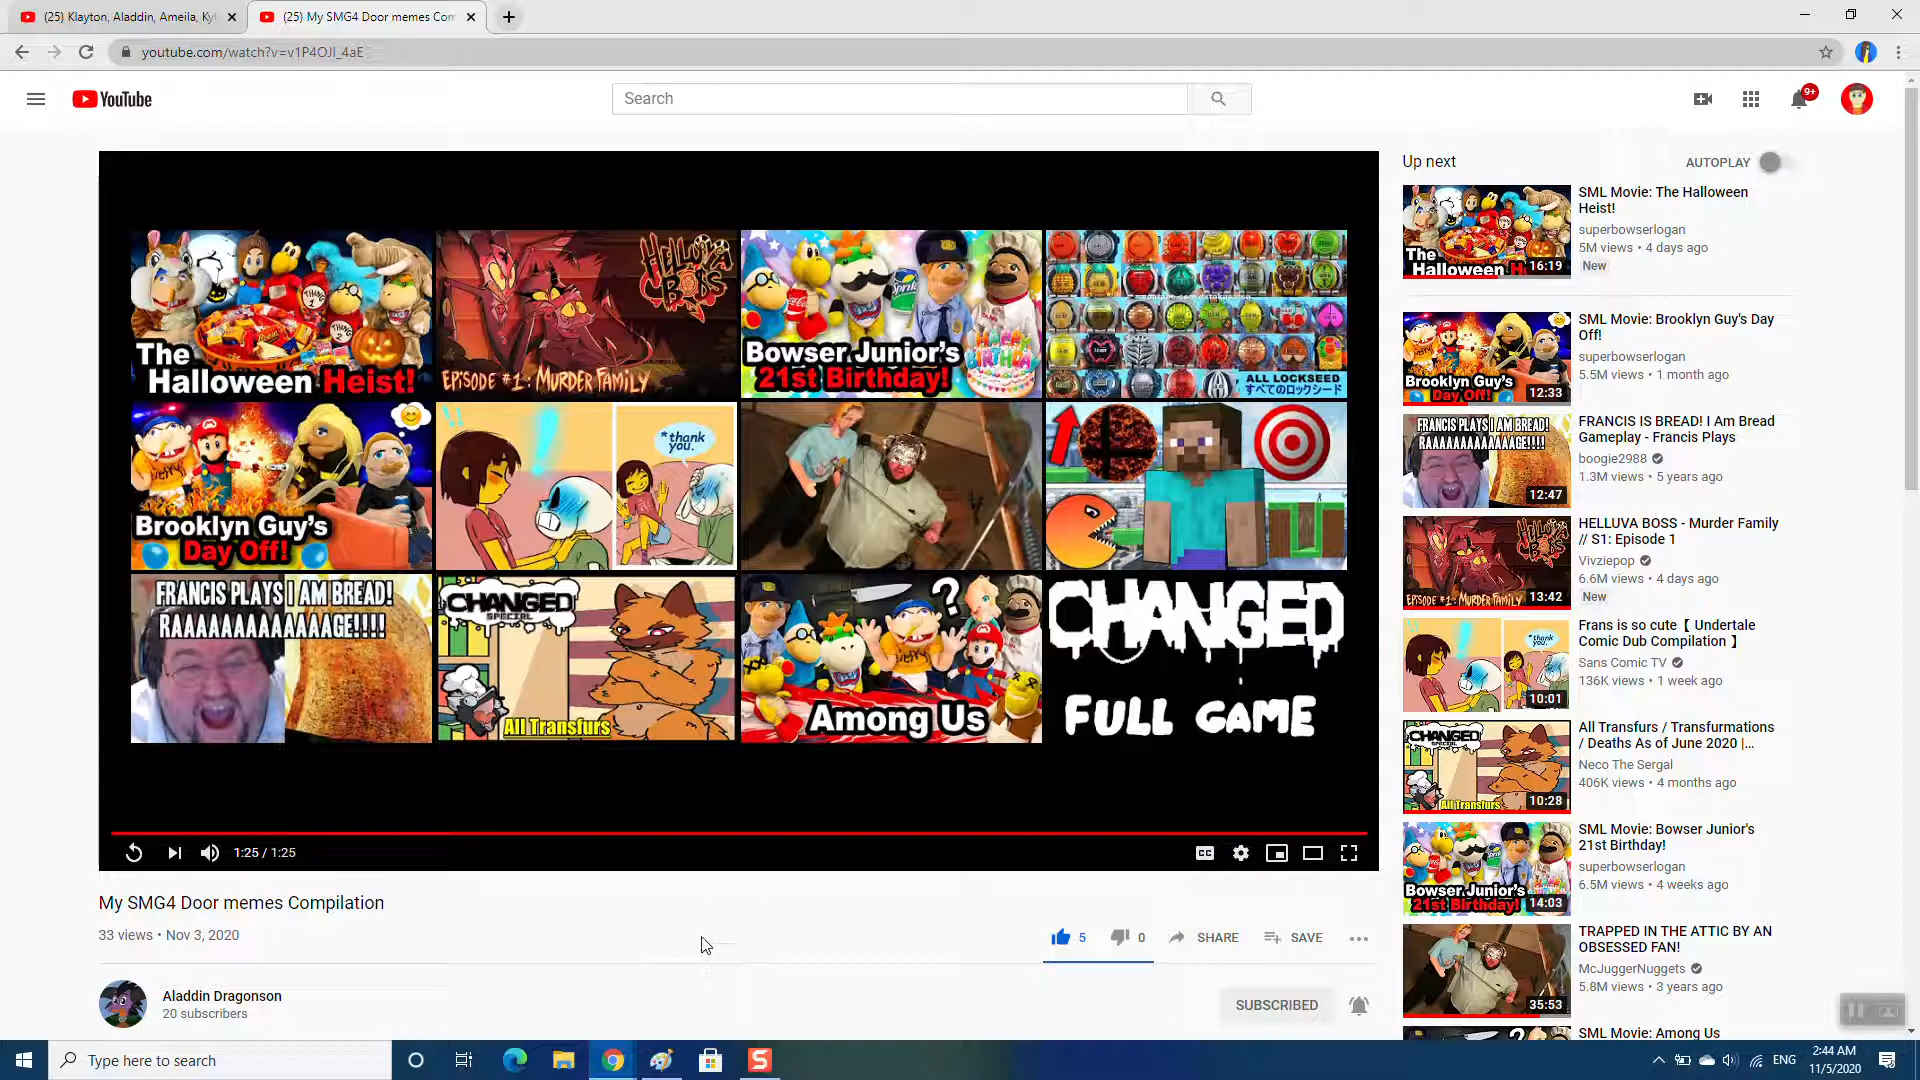 (25) Klayton, Aladdin, Ameila, Ky
(25) My SMG4 Door memes Com
youtube.com/watch?v=v1P4OJl_4aE
YouTube
Search
9+
The
Halloween Heist!
HELLUVA
BOSS
EPISODE #1: MURDER FAMILY
Bowser Junior's
21st Birthday!
HAPPY
BIRTHDAY
ALL LOCKSEED
すべてのロックシード
Brooklyn Guy's
Day Off!
*thank
you.
FRANCIS PLAYS I AM BREAD!
RAAAAAAAAAAAAGE!!!!
CHANGED
SPECIAL
All Transfurs
Among Us
CHANGED
FULL GAME
1:25 / 1:25
CC
My SMG4 Door memes Compilation
33 views • Nov 3, 2020
5
0
SHARE
SAVE
Aladdin Dragonson
20 subscribers
SUBSCRIBED
Up next
AUTOPLAY
16:19
SML Movie: The Halloween
Heist!
superbowserlogan
5M views • 4 days ago
New
12:33
SML Movie: Brooklyn Guy's Day
Off!
superbowserlogan
5.5M views • 1 month ago
12:47
FRANCIS IS BREAD! I Am Bread
Gameplay - Francis Plays
boogie2988
1.3M views • 5 years ago
13:42
HELLUVA BOSS - Murder Family
// S1: Episode 1
Vivziepop
6.6M views • 4 days ago
New
10:01
Frans is so cute【 Undertale
Comic Dub Compilation 】
Sans Comic TV
136K views • 1 week ago
10:28
All Transfurs / Transfurmations
/ Deaths As of June 2020 |...
Neco The Sergal
406K views • 4 months ago
14:03
SML Movie: Bowser Junior's
21st Birthday!
superbowserlogan
6.5M views • 4 weeks ago
35:53
TRAPPED IN THE ATTIC BY AN
OBSESSED FAN!
McJuggerNuggets
5.8M views • 3 years ago
SML Movie: Among Us
Type here to search
ENG
2:44 AM
11/5/2020